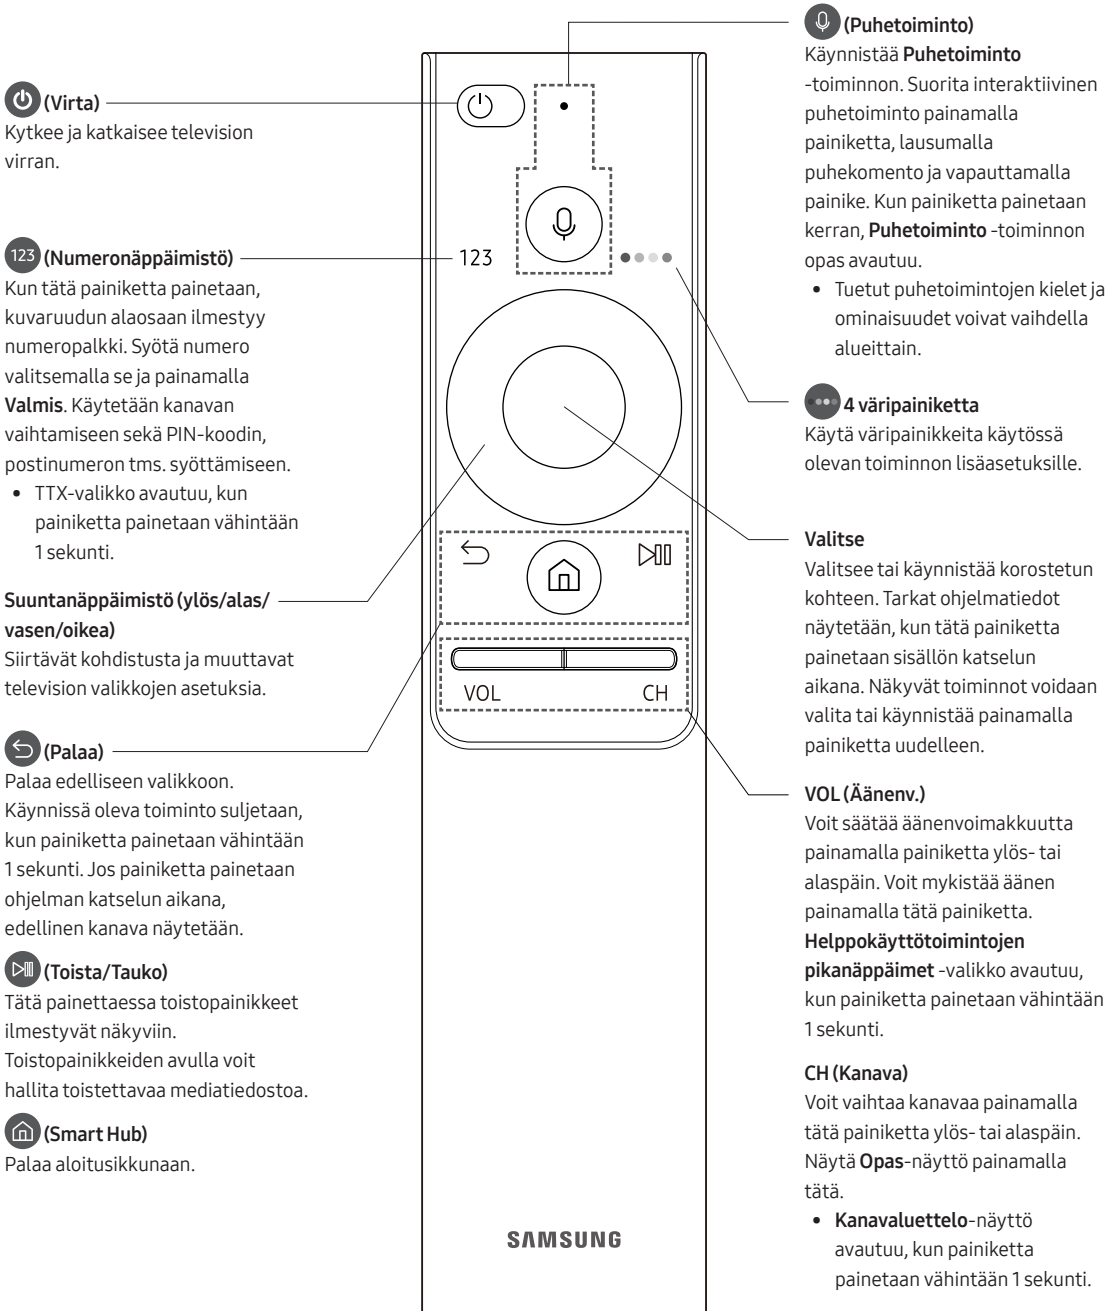 (Virta)
Kytkee ja katkaisee television
virran.
123 (Numeronäppäimistö)
Kun tätä painiketta painetaan,
kuvaruudun alaosaan ilmestyy
numeropalkki. Syötä numero
valitsemalla se ja painamalla
Valmis. Käytetään kanavan
vaihtamiseen sekä PIN-koodin,
postinumeron tms. syöttämiseen.
• TTX-valikko avautuu, kun
painiketta painetaan vähintään
1 sekunti.
Suuntanäppäimistö (ylös/alas/
vasen/oikea)
Siirtävät kohdistusta ja muuttavat
television valikkojen asetuksia.
(Palaa)
Palaa edelliseen valikkoon.
Käynnissä oleva toiminto suljetaan,
kun painiketta painetaan vähintään
1 sekunti. Jos painiketta painetaan
ohjelman katselun aikana,
edellinen kanava näytetään.
(Toista/Tauko)
Tätä painettaessa toistopainikkeet
ilmestyvät näkyviin.
Toistopainikkeiden avulla voit
hallita toistettavaa mediatiedostoa.
(Smart Hub)
Palaa aloitusikkunaan.
123
VOL CH
SAMSUNG
(Puhetoiminto)
Käynnistää Puhetoiminto
-toiminnon. Suorita interaktiivinen
puhetoiminto painamalla
painiketta, lausumalla
puhekomento ja vapauttamalla
painike. Kun painiketta painetaan
kerran, Puhetoiminto -toiminnon
opas avautuu.
• Tuetut puhetoimintojen kielet ja
ominaisuudet voivat vaihdella
alueittain.
4 väripainiketta
Käytä väripainikkeita käytössä
olevan toiminnon lisäasetuksille.
Valitse
Valitsee tai käynnistää korostetun
kohteen. Tarkat ohjelmatiedot
näytetään, kun tätä painiketta
painetaan sisällön katselun
aikana. Näkyvät toiminnot voidaan
valita tai käynnistää painamalla
painiketta uudelleen.
VOL (Äänenv.)
Voit säätää äänenvoimakkuutta
painamalla painiketta ylös- tai
alaspäin. Voit mykistää äänen
painamalla tätä painiketta.
Helppokäyttötoimintojen
pikanäppäimet -valikko avautuu,
kun painiketta painetaan vähintään
1 sekunti.
CH (Kanava)
Voit vaihtaa kanavaa painamalla
tätä painiketta ylös- tai alaspäin.
Näytä Opas-näyttö painamalla
tätä.
• Kanavaluettelo-näyttö
avautuu, kun painiketta
painetaan vähintään 1 sekunti.